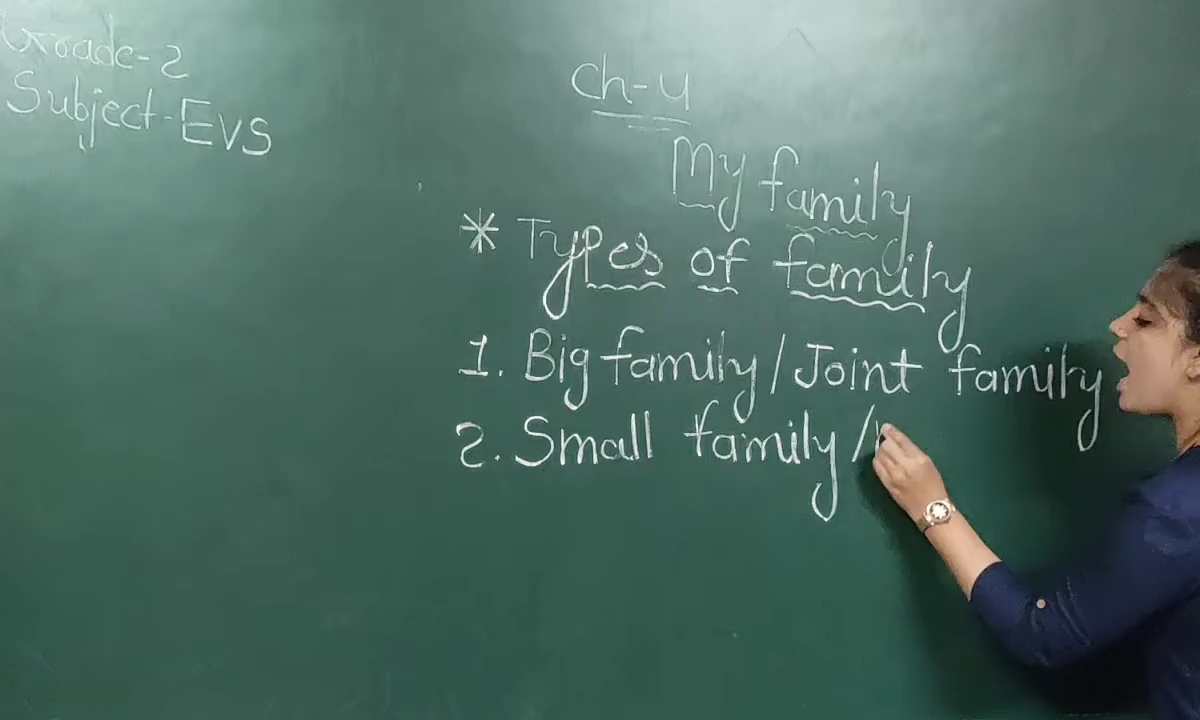 Grade-2
Subject-EVS
Ch-4
My family
* Types of family
1. Big family/Joint family
2. Small family/